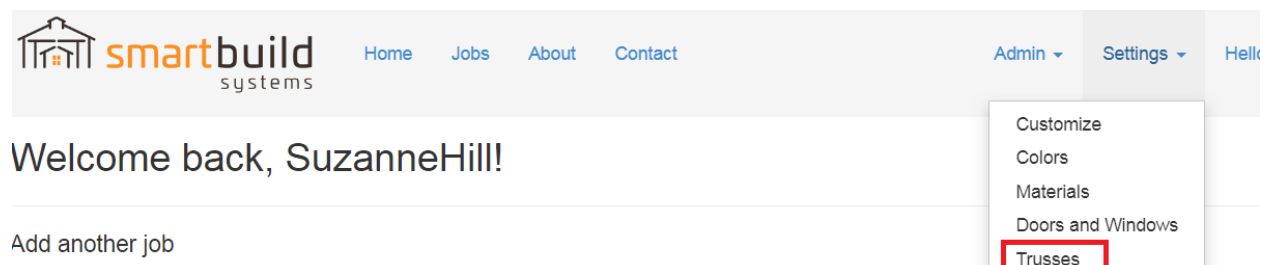 smartbuild
systems
Home Jobs About Contact Admin Settings
Customize
Colors
Materials
Doors and Windows
Trusses
Welcome back, SuzanneHill!
Add another job